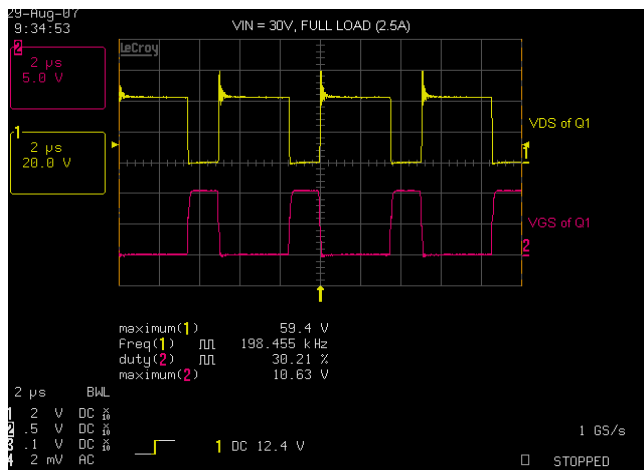 29-Aug-07
9:34:53
VIN = 30V, FULL LOAD (2.5A)
LeCroy
2
2 µs
5.0 V
1
2 µs
20.0 V
VDS of Q1
1
VGS of Q1
2
maximum(1) 59.4 V
freq(1) 198.455 kHz
duty(2) 30.21 %
maximum(2) 10.63 V
2 µs BWL
1 2 V DC X10
2 .5 V DC X10
3 .1 V DC X10
4 2 mV AC
1 DC 12.4 V
1 GS/s
STOPPED